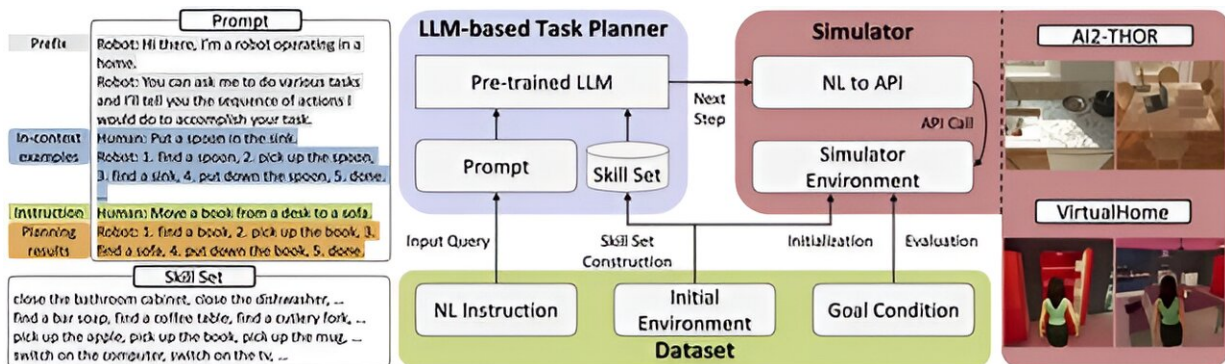 Prompt
Prefix
Robot: Hi there, I'm a robot operating in a
home.
Robot: You can ask me to do various tasks
and I'll tell you the sequence of actions I
would do to accomplish your task.
In-context
examples
Human: Put a spoon in the sink.
Robot: 1. find a spoon, 2. pick up the spoon,
3. find a sink, 4. put down the spoon, 5. done.
...
Instruction
Human: Move a book from a desk to a sofa.
Planning
results
Robot: 1. find a book, 2. pick up the book, 3.
find a sofa, 4. put down the book, 5. done.
Skill Set
close the bathroom cabinet, close the dishwasher, ...
find a bar soap, find a coffee table, find a cutlery fork, ...
pick up the apple, pick up the book, pick up the mug, ...
switch on the computer, switch on the tv, ...
LLM-based Task Planner
Pre-trained LLM
Prompt
Skill Set
Next
Step
Simulator
NL to API
API Call
Simulator
Environment
Input Query
Skill Set
Construction
Initialization
Evaluation
NL Instruction
Initial
Environment
Goal Condition
Dataset
AI2-THOR
VirtualHome